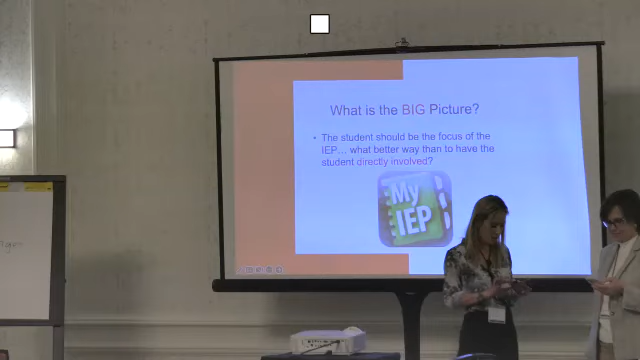 What is the BIG Picture?
• The student should be the focus of the
IEP... what better way than to have the
student directly involved?
My
IEP